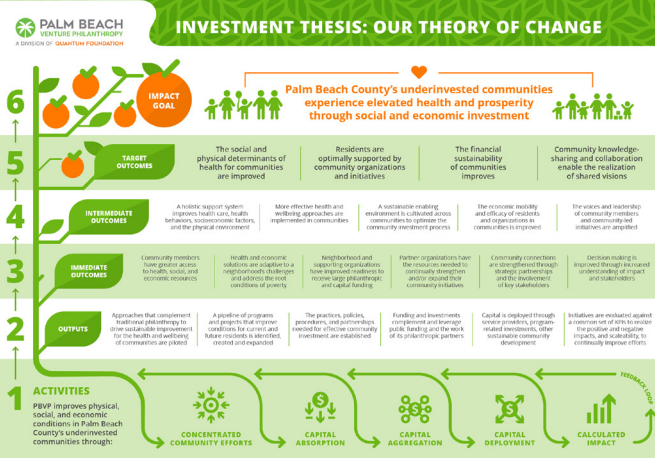 PALM BEACH
VENTURE PHILANTHROPY
A DIVISION OF QUANTUM FOUNDATION
INVESTMENT THESIS: OUR THEORY OF CHANGE
6
IMPACT
GOAL
Palm Beach County's underinvested communities
experience elevated health and prosperity
through social and economic investment
5
TARGET
OUTCOMES
The social and
physical determinants of
health for communities
are improved
Residents are
optimally supported by
community organizations
and initiatives
The financial
sustainability
of communities
improves
Community knowledge-
sharing and collaboration
enable the realization
of shared visions
4
INTERMEDIATE
OUTCOMES
A holistic support system
improves health care, health
behaviors, socioeconomic factors,
and the physical environment
More effective health and
wellbeing approaches are
implemented in communities
A sustainable enabling
environment is cultivated across
communities to optimize the
community investment process
The economic mobility
and efficacy of residents
and organizations in
communities is improved
The voices and leadership
of community members
and community-led
initiatives are amplified
3
IMMEDIATE
OUTCOMES
Community members
have greater access
to health, social, and
economic resources
Health and economic
solutions are adaptive to a
neighborhood's challenges
and address the root
conditions of poverty
Neighborhood and
supporting organizations
have improved readiness to
receive large philanthropic
and capital funding
Partner organizations have
the resources needed to
continually strengthen
and/or expand their
community initiatives
Community connections
are strengthened through
strategic partnerships
and the involvement
of key stakeholders
Decision making is
improved through increased
understanding of impact
and stakeholders
2
OUTPUTS
Approaches that complement
traditional philanthropy to
drive sustainable improvement
for the health and wellbeing
of communities are piloted
A pipeline of programs
and projects that improve
conditions for current and
future residents is identified,
created and expanded
The practices, policies,
procedures, and partnerships
needed for effective community
investment are established
Funding and investments
complement and leverage
public funding and the work
of its philanthropic partners
Capital is deployed through
service providers, program-
related investments, other
sustainable community
development
Initiatives are evaluated against
a common set of KPIs to realize
the positive and negative
impacts, and scaleability, to
continually improve efforts
1
ACTIVITIES
PBVP improves physical,
social, and economic
conditions in Palm Beach
County's underinvested
communities through:
CONCENTRATED
COMMUNITY EFFORTS
CAPITAL
ABSORPTION
CAPITAL
AGGREGATION
CAPITAL
DEPLOYMENT
CALCULATED
IMPACT
FEEDBACK LOOP